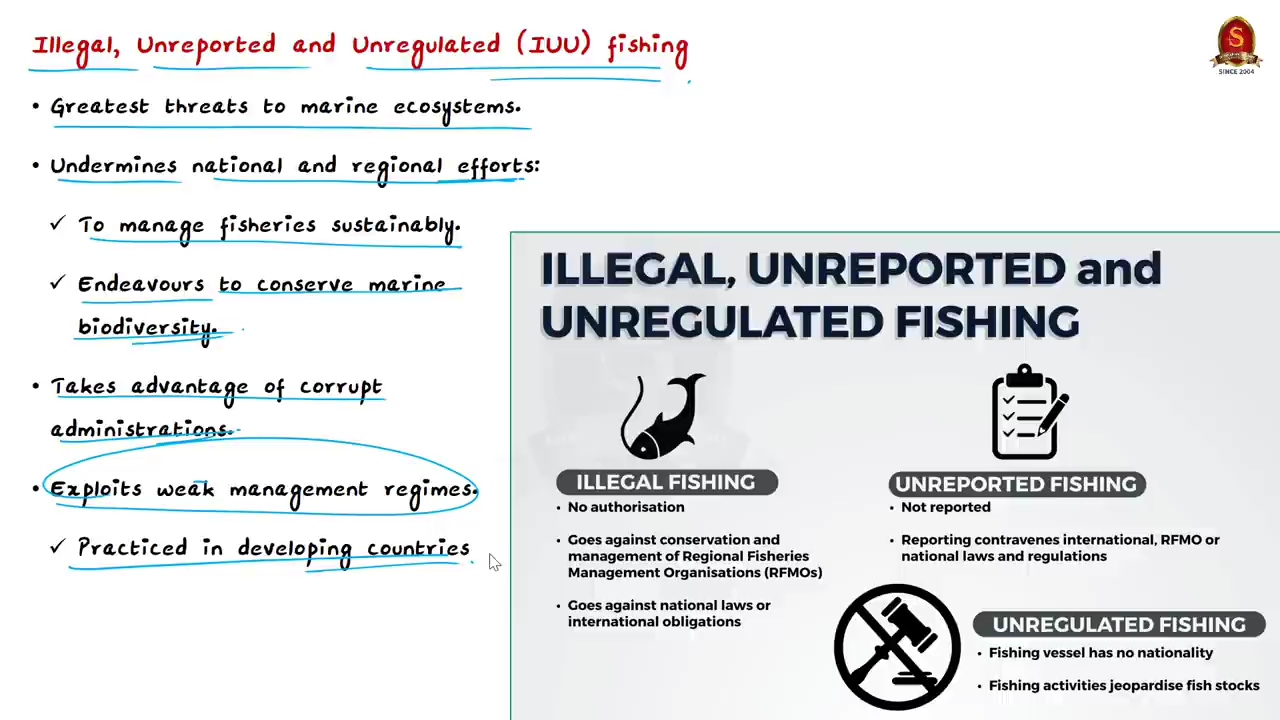 Illegal, Unreported and Unregulated (IUU) fishing
• Greatest threats to marine ecosystems.
• Undermines national and regional efforts:
✓ To manage fisheries sustainably.
✓ Endeavours to conserve marine
biodiversity.
• Takes advantage of corrupt
administrations.
• Exploits weak management regimes.
✓ Practiced in developing countries
S
SINCE 2004
ILLEGAL, UNREPORTED and
UNREGULATED FISHING
ILLEGAL FISHING
• No authorisation
• Goes against conservation and
management of Regional Fisheries
Management Organisations (RFMOs)
• Goes against national laws or
international obligations
UNREPORTED FISHING
• Not reported
• Reporting contravenes international, RFMO or
national laws and regulations
UNREGULATED FISHING
• Fishing vessel has no nationality
• Fishing activities jeopardise fish stocks